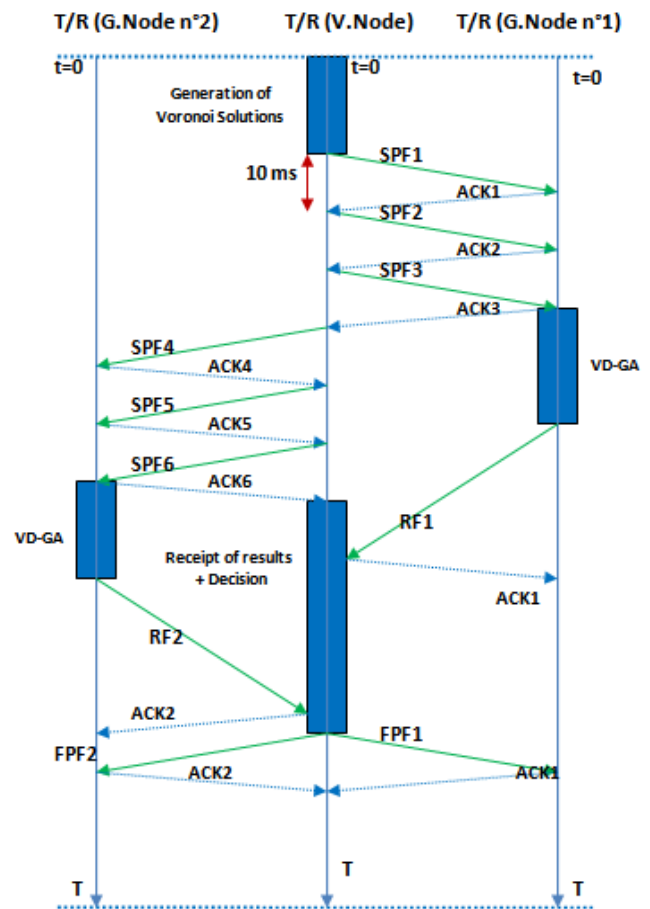 T/R (G.Node n°2) T/R (V.Node) T/R (G.Node n°1)
t=0 t=0 t=0
Generation of
Voronoi Solutions
SPF1
10 ms
ACK1
SPF2
ACK2
SPF3
ACK3
SPF4
ACK4
VD-GA
SPF5
ACK5
SPF6
ACK6
RF1
VD-GA
Receipt of results
+ Decision
ACK1
RF2
ACK2
FPF1
FPF2
ACK2 ACK1
T T T